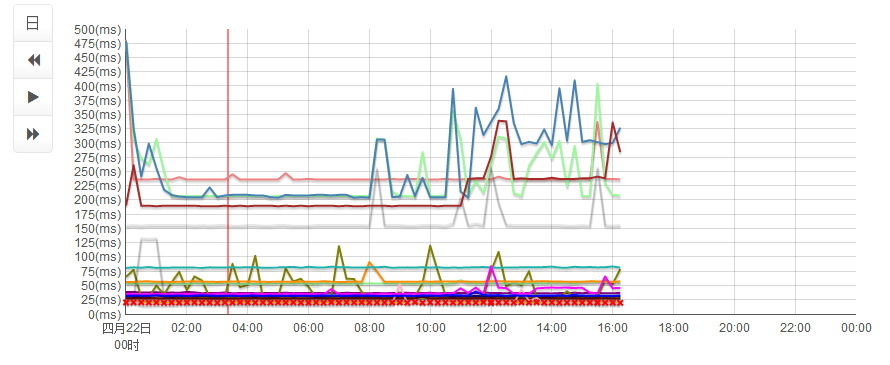 日
500(ms)
475(ms)
450(ms)
425(ms)
400(ms)
375(ms)
350(ms)
325(ms)
300(ms)
275(ms)
250(ms)
225(ms)
200(ms)
175(ms)
150(ms)
125(ms)
100(ms)
75(ms)
50(ms)
25(ms)
0(ms)
四月22日 02:00 04:00 06:00 08:00 10:00 12:00 14:00 16:00 18:00 20:00 22:00 00:00
00时